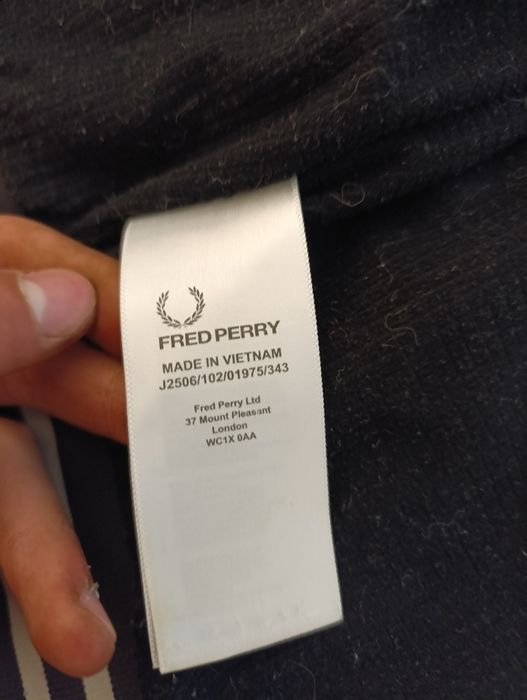 FRED PERRY
MADE IN VIETNAM
J2506/102/01975/343
Fred Perry Ltd
37 Mount Pleasant
London
WC1X 0AA